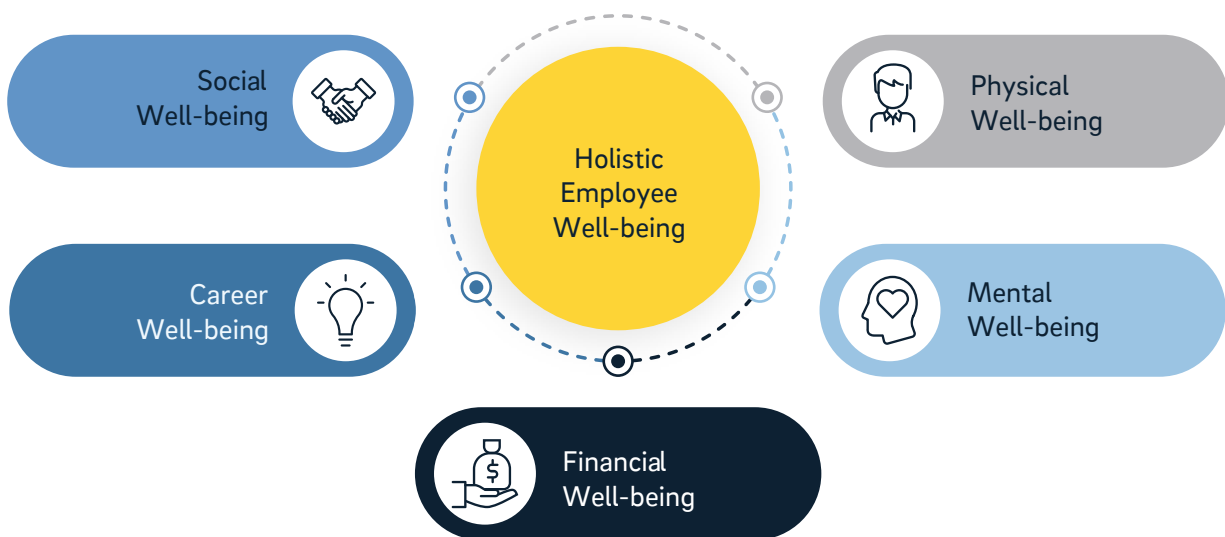 Social
Well-being
Holistic
Employee
Well-being
Physical
Well-being
Career
Well-being
Mental
Well-being
$
Financial
Well-being